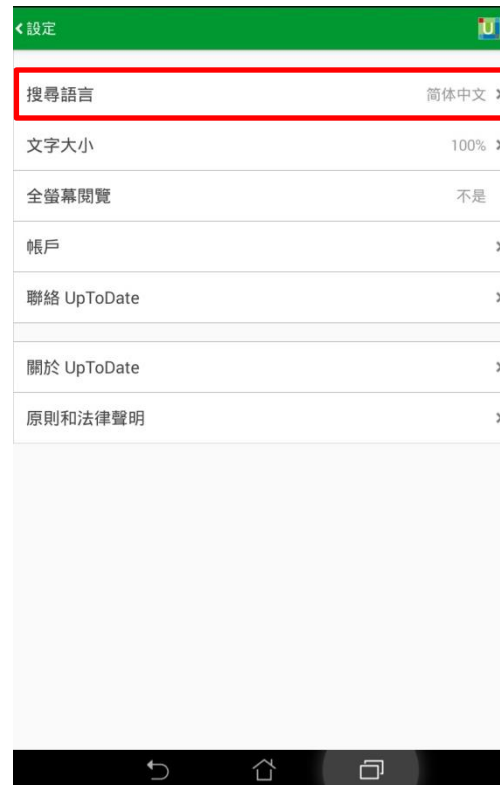 設定
搜尋語言 简体中文
文字大小 100%
全螢幕閱覽 不是
帳戶
聯絡 UpToDate
關於 UpToDate
原則和法律聲明